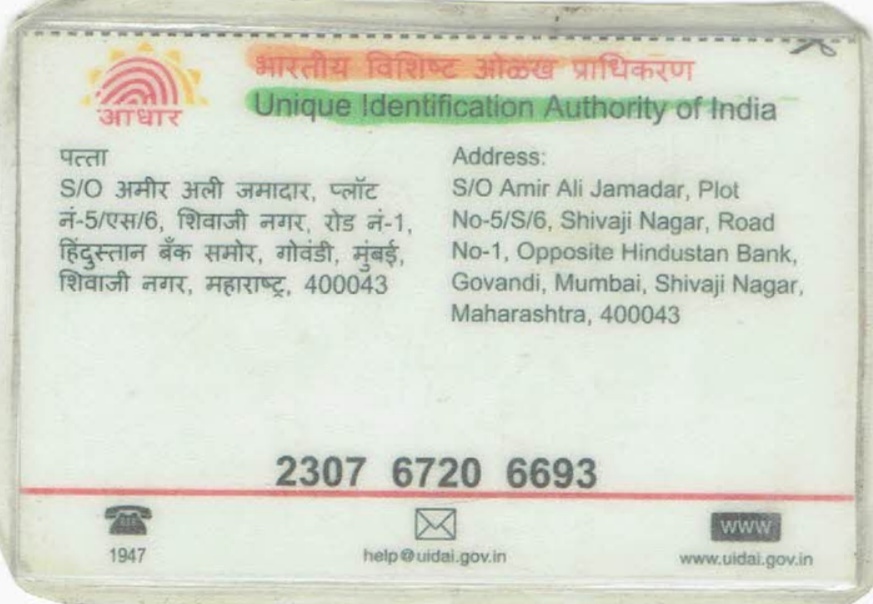 भारतीय विशिष्ट ओळख प्राधिकरण
Unique Identification Authority of India
आधार
पत्ता
S/O अमीर अली जमादार, प्लॉट
नं-5/एस/6, शिवाजी नगर, रोड नं-1,
हिंदुस्तान बँक समोर, गोवंडी, मुंबई,
शिवाजी नगर, महाराष्ट्र, 400043
Address:
S/O Amir Ali Jamadar, Plot
No-5/S/6, Shivaji Nagar, Road
No-1, Opposite Hindustan Bank,
Govandi, Mumbai, Shivaji Nagar,
Maharashtra, 400043
2307 6720 6693
1947
help@uidai.gov.in
www
www.uidai.gov.in